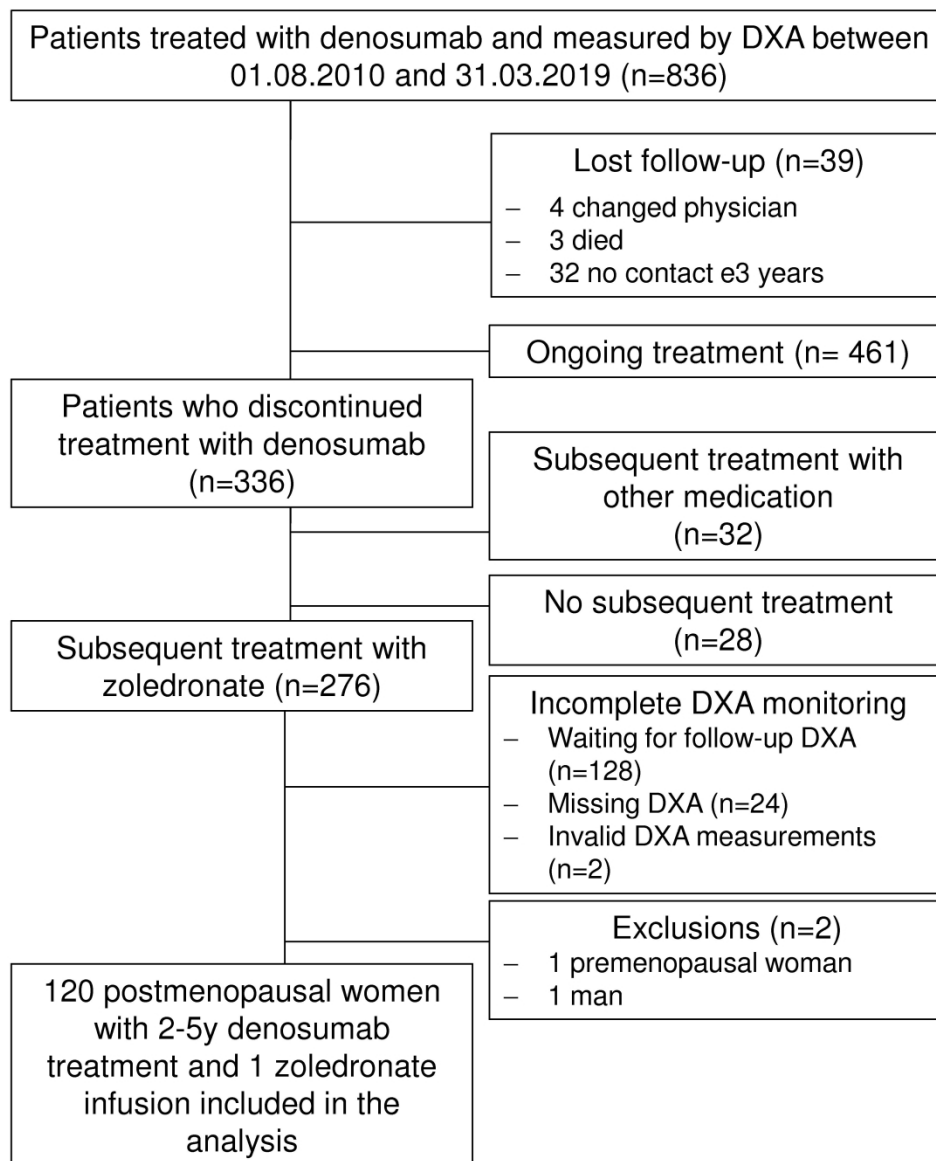 Patients treated with denosumab and measured by DXA between
01.08.2010 and 31.03.2019 (n=836)
Lost follow-up (n=39)
– 4 changed physician
– 3 died
– 32 no contact e3 years
Ongoing treatment (n= 461)
Patients who discontinued
treatment with denosumab
(n=336)
Subsequent treatment with
other medication
(n=32)
No subsequent treatment
(n=28)
Subsequent treatment with
zoledronate (n=276)
Incomplete DXA monitoring
– Waiting for follow-up DXA
(n=128)
– Missing DXA (n=24)
– Invalid DXA measurements
(n=2)
Exclusions (n=2)
– 1 premenopausal woman
– 1 man
120 postmenopausal women
with 2-5y denosumab
treatment and 1 zoledronate
infusion included in the
analysis